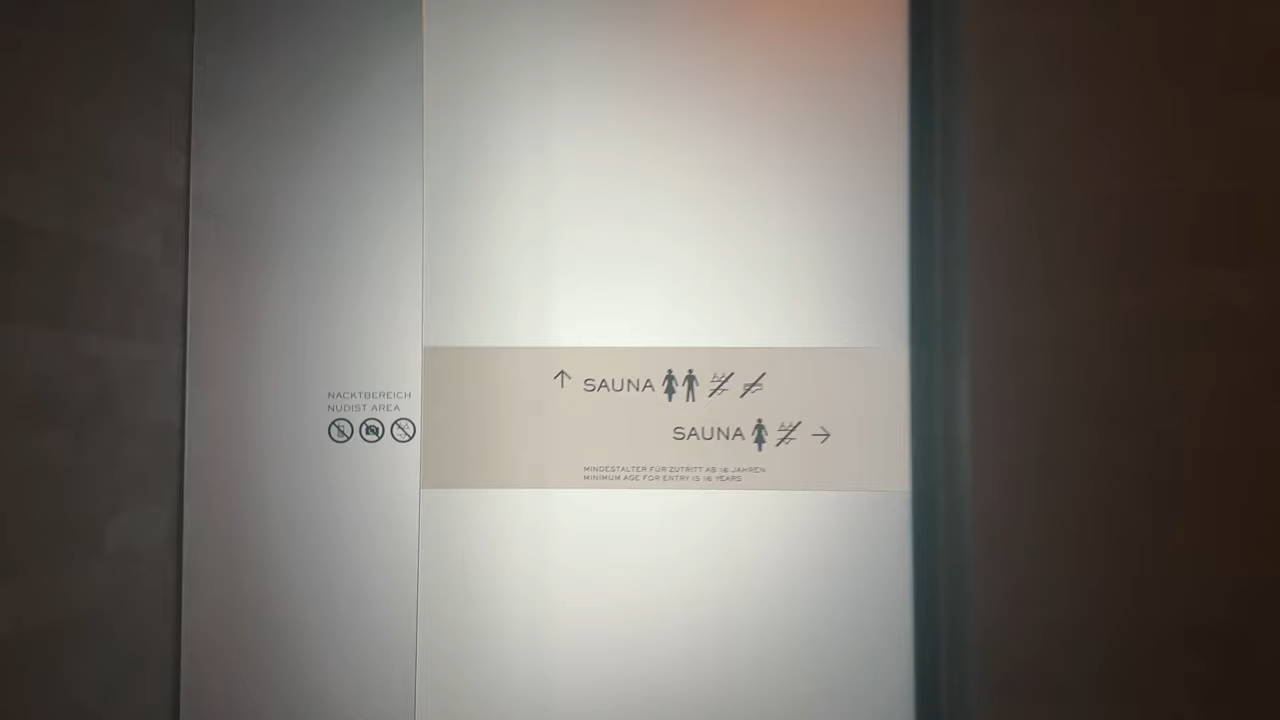 NACKTBEREICH
NUDIST AREA
↑ SAUNA
SAUNA →
MINDESTALTER FÜR ZUTRITT AB 16 JAHREN
MINIMUM AGE FOR ENTRY IS 16 YEARS